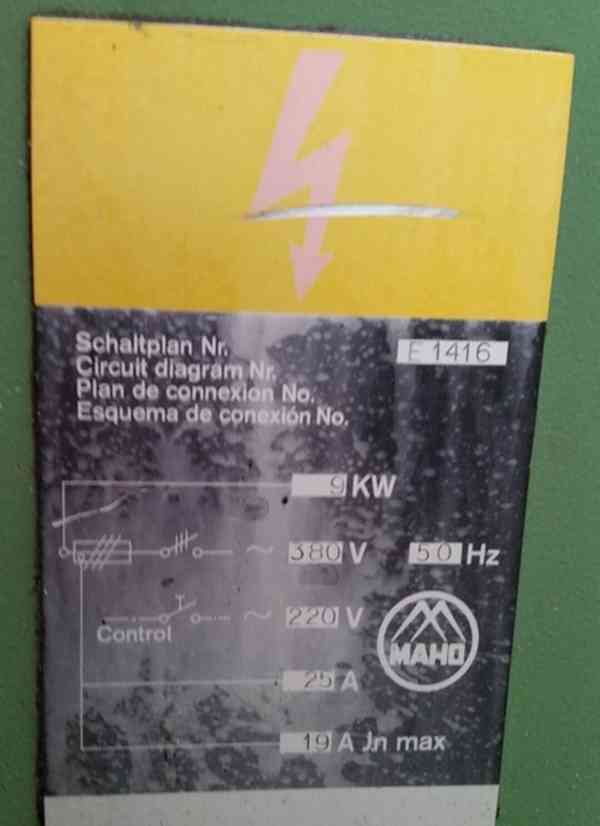 Schaltplan Nr.
Circuit diagram Nr. E 1416
Plan de connexion No.
Esquema de conexión No.
9 KW
~ 380 V 50 Hz
Control ~ 220 V
MAHO
25 A
19 A Jn max